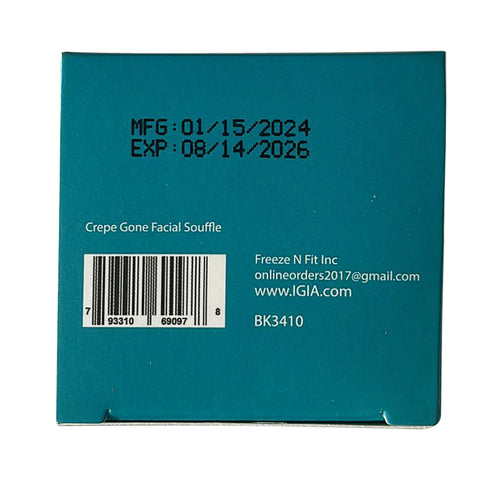 MFG:01/15/2024
EXP:08/14/2026
Crepe Gone Facial Souffle
Freeze N Fit Inc
onlineorders2017@gmail.com
www.IGIA.com
BK3410
7 93310 69097 8